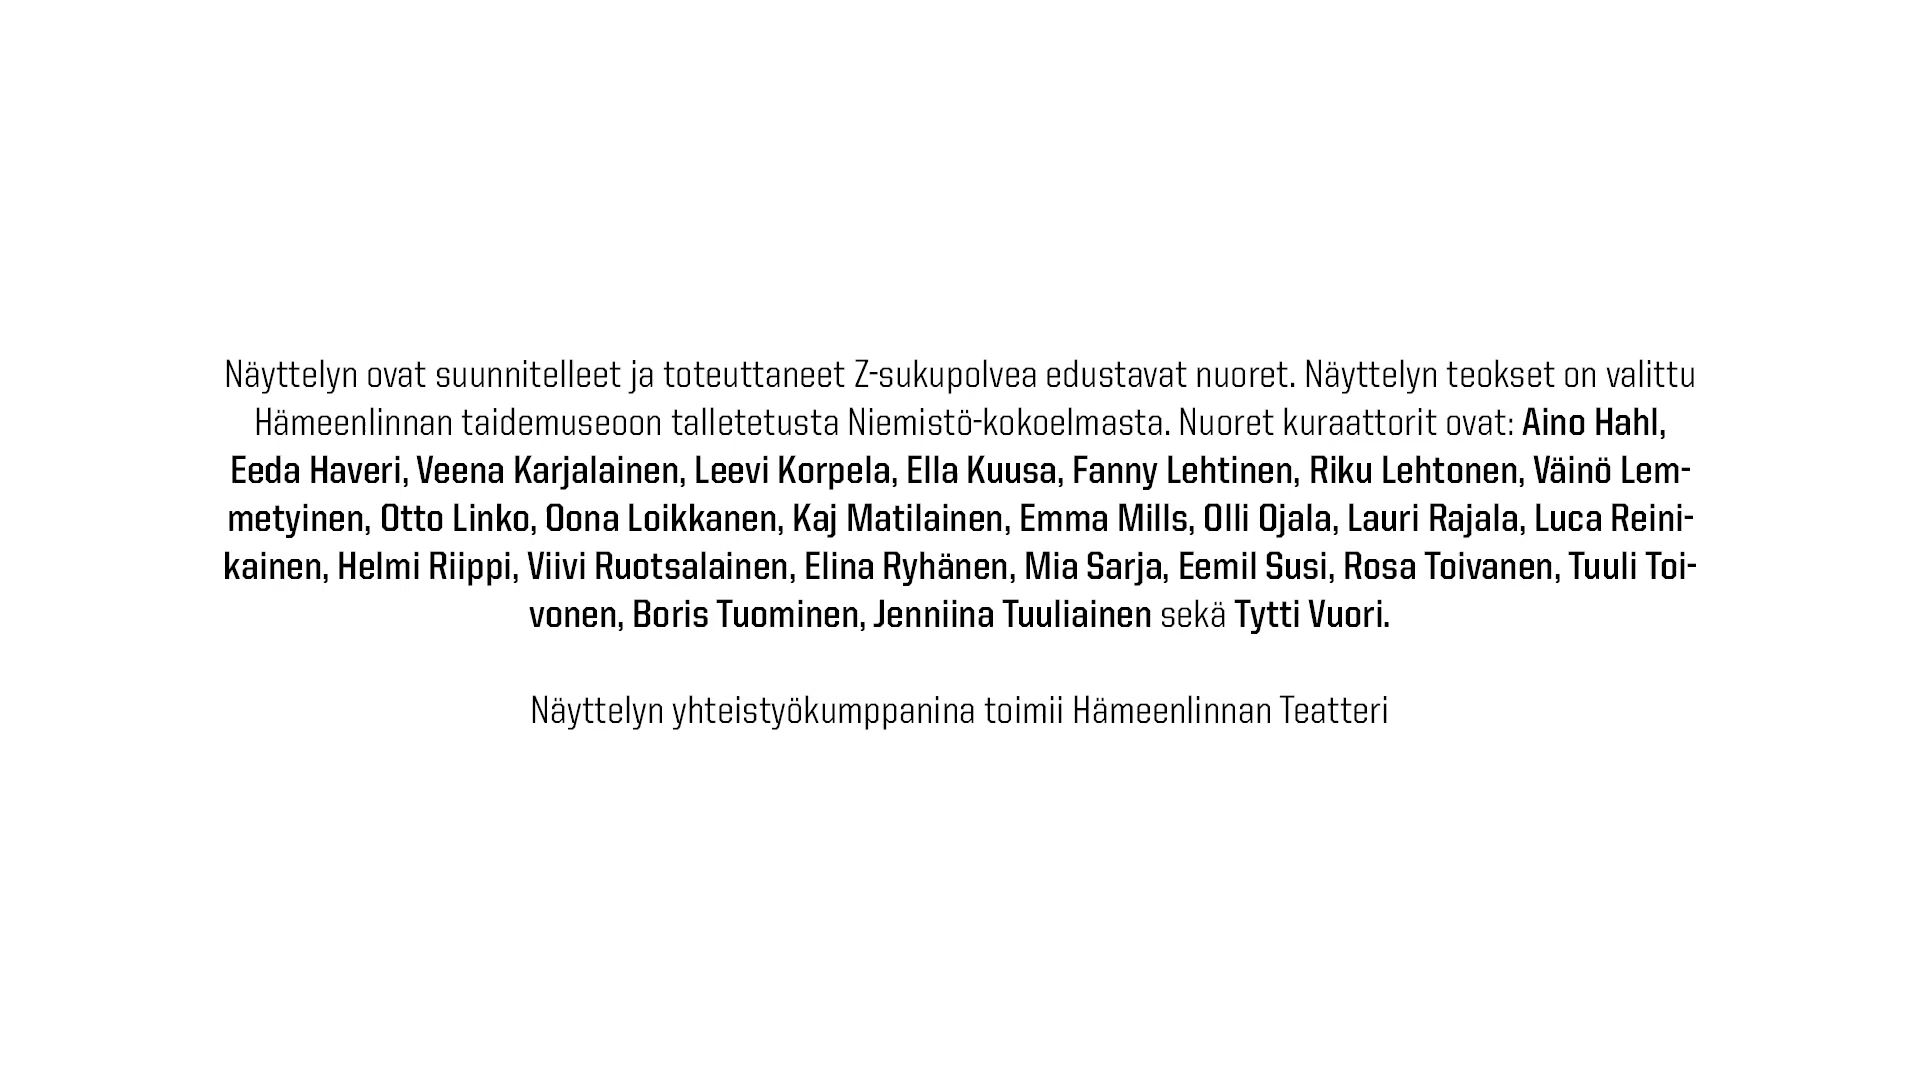 Näyttelyn ovat suunnitelleet ja toteuttaneet Z-sukupolvea edustavat nuoret. Näyttelyn teokset on valittu
Hämeenlinnan taidemuseoon talletetusta Niemistö-kokoelmasta. Nuoret kuraattorit ovat: Aino Hahl,
Eeda Haveri, Veena Karjalainen, Leevi Korpela, Ella Kuusa, Fanny Lehtinen, Riku Lehtonen, Väinö Lem-
metyinen, Otto Linko, Oona Loikkanen, Kaj Matilainen, Emma Mills, Olli Ojala, Lauri Rajala, Luca Reini-
kainen, Helmi Riippi, Viivi Ruotsalainen, Elina Ryhänen, Mia Sarja, Eemil Susi, Rosa Toivanen, Tuuli Toi-
vonen, Boris Tuominen, Jenniina Tuuliainen sekä Tytti Vuori.
Näyttelyn yhteistyökumppanina toimii Hämeenlinnan Teatteri